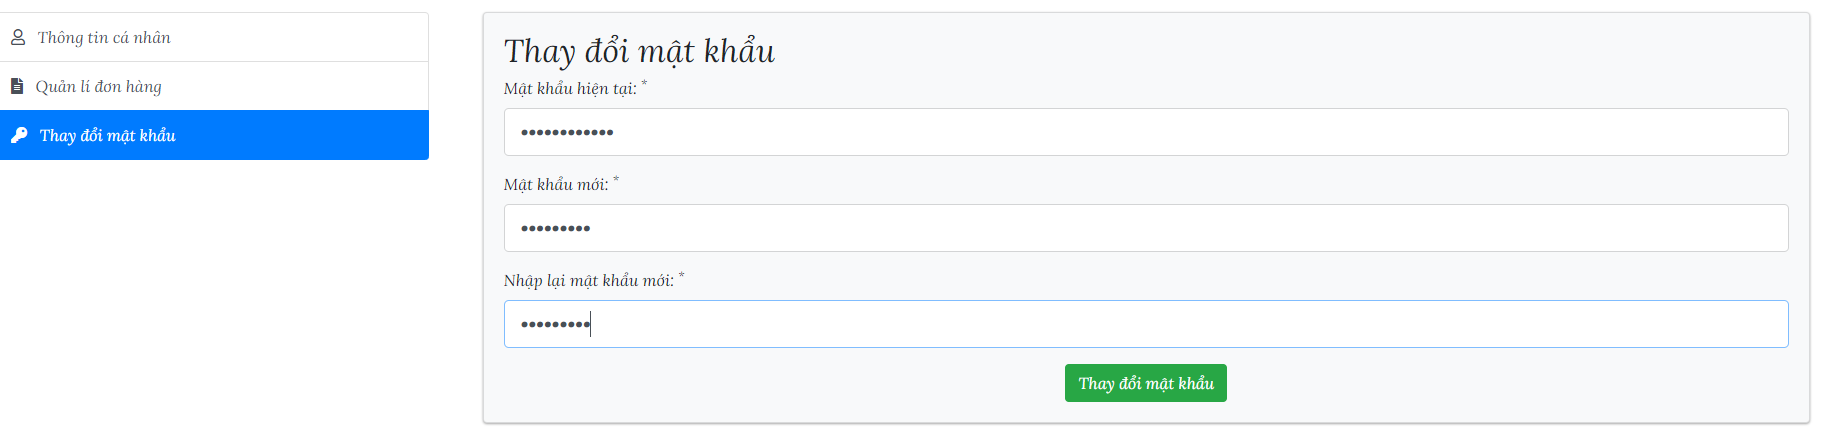 Thông tin cá nhân
Quản lí đơn hàng
Thay đổi mật khẩu
Thay đổi mật khẩu
Mật khẩu hiện tại: *
••••••••••••
Mật khẩu mới: *
•••••••••
Nhập lại mật khẩu mới: *
•••••••••
Thay đổi mật khẩu